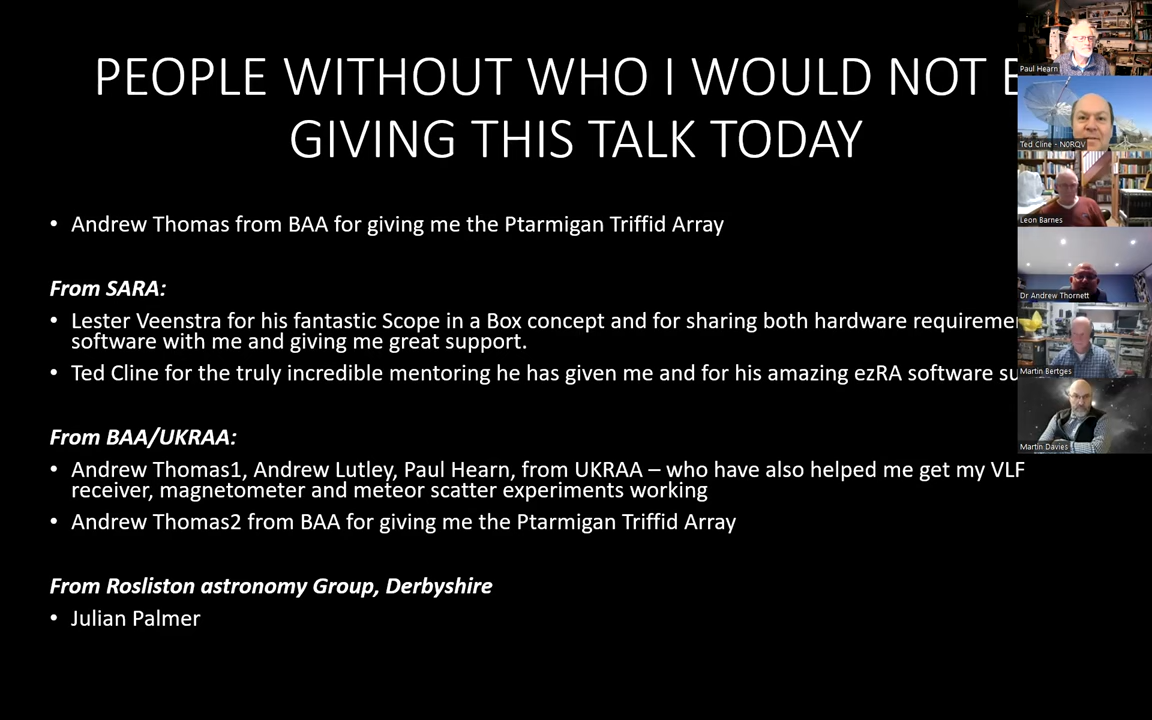 PEOPLE WITHOUT WHO I WOULD NOT
GIVING THIS TALK TODAY
• Andrew Thomas from BAA for giving me the Ptarmigan Triffid Array
From SARA:
• Lester Veenstra for his fantastic Scope in a Box concept and for sharing both hardware
software with me and giving me great support.
• Ted Cline for the truly incredible mentoring he has given me and for his amazing ezRA software
From BAA/UKRAA:
• Andrew Thomas1, Andrew Lutley, Paul Hearn, from UKRAA – who have also helped me get my VLF
receiver, magnetometer and meteor scatter experiments working
• Andrew Thomas2 from BAA for giving me the Ptarmigan Triffid Array
From Rosliston astronomy Group, Derbyshire
• Julian Palmer
Paul Hearn
Ted Cline - N0RQV
Leon Barnes
Dr Andrew Thornett
Martin Bertges
Martin Davies